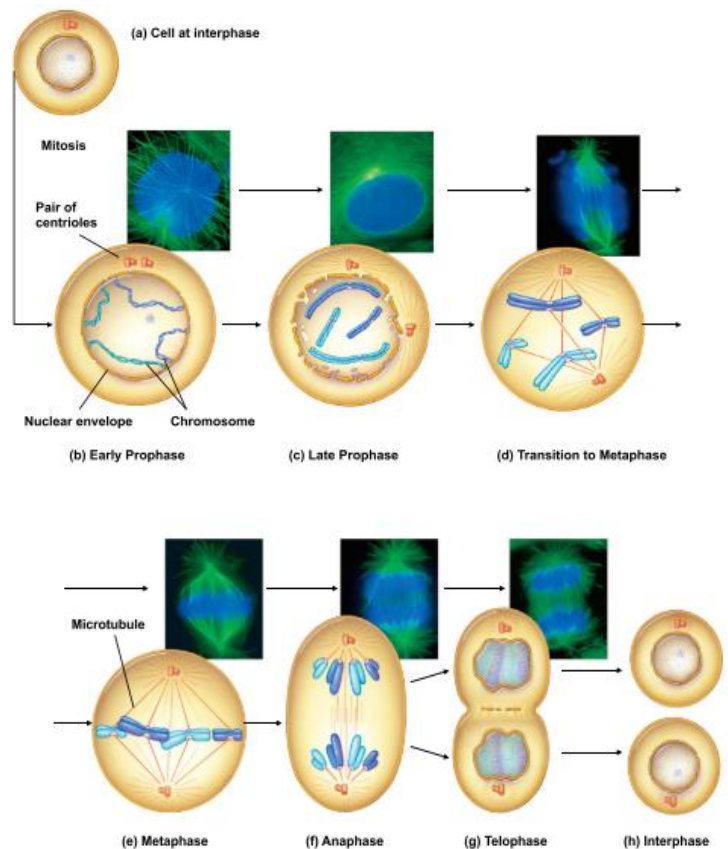 (a) Cell at interphase
Mitosis
Pair of
centrioles
Nuclear envelope
Chromosome
(b) Early Prophase
(c) Late Prophase
(d) Transition to Metaphase
Microtubule
(e) Metaphase
(f) Anaphase
(g) Telophase
(h) Interphase